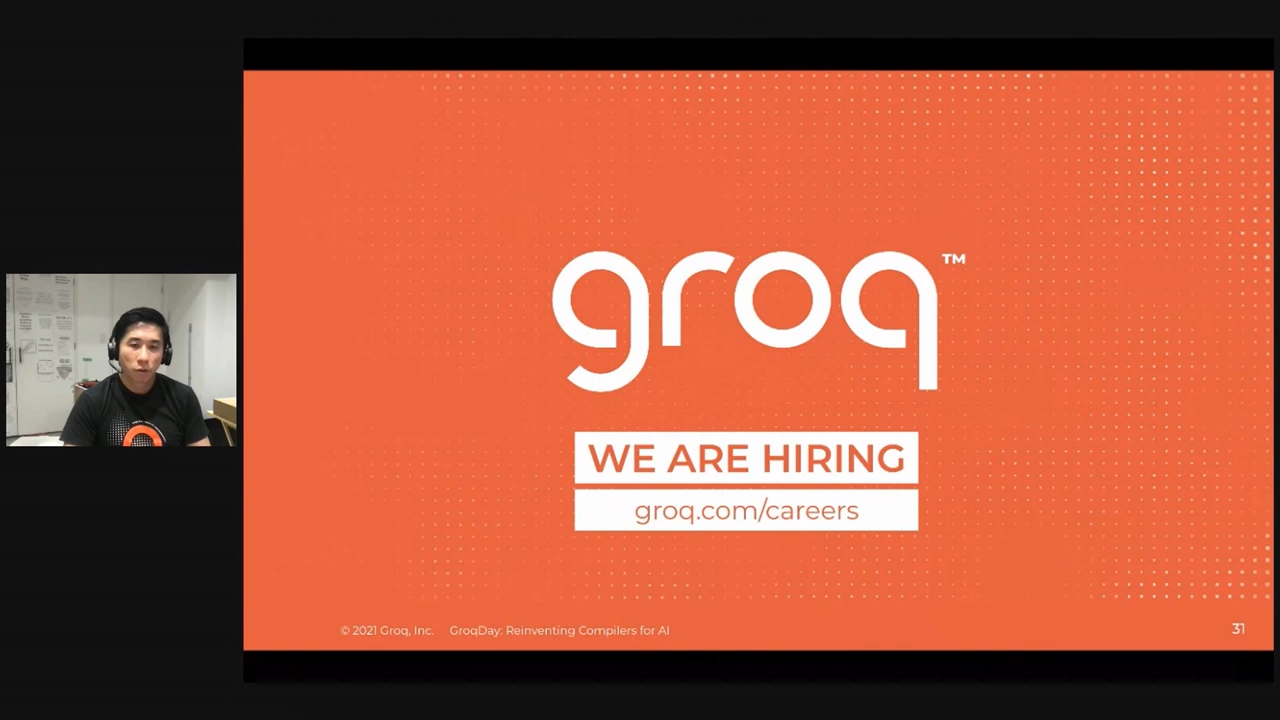 groq™
WE ARE HIRING
groq.com/careers
© 2021 Groq, Inc. GroqDay: Reinventing Compilers for AI
31